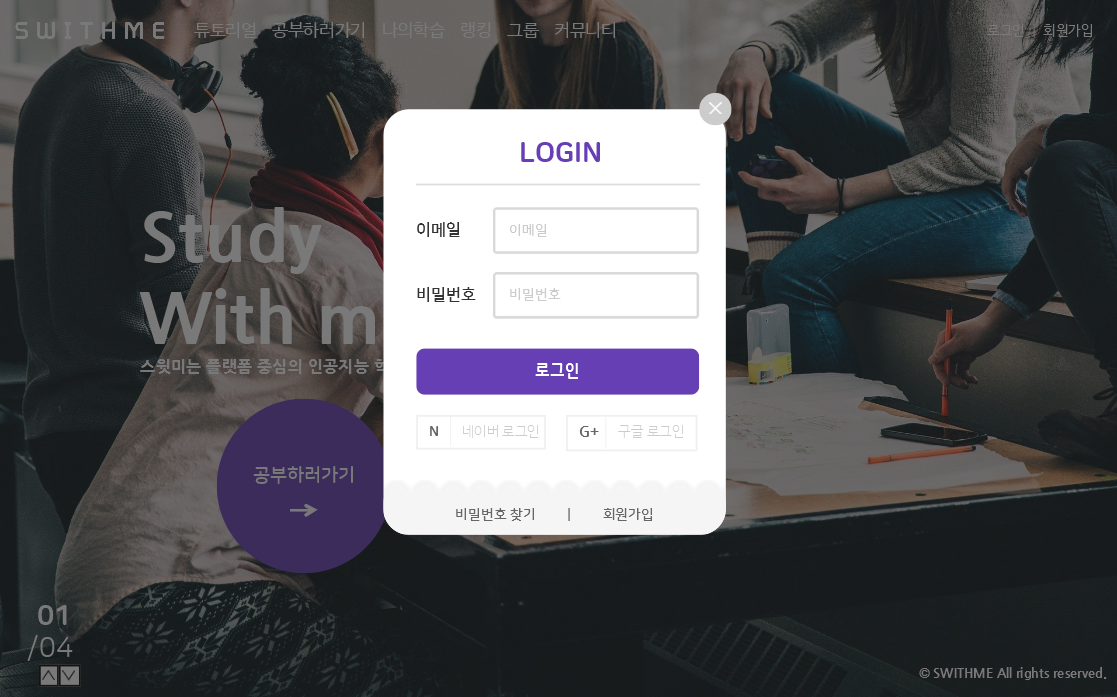 SWITHME 튜토리얼 공부하러가기 나의학습 랭킹 그룹 커뮤니티 로그인 회원가입
LOGIN
이메일 이메일
비밀번호 비밀번호
로그인
N 네이버 로그인 G+ 구글 로그인
비밀번호 찾기 | 회원가입
Study
With m
스윗미는 플랫폼 중심의 인공지능
공부하러가기
01
/04
© SWITHME All rights reserved.